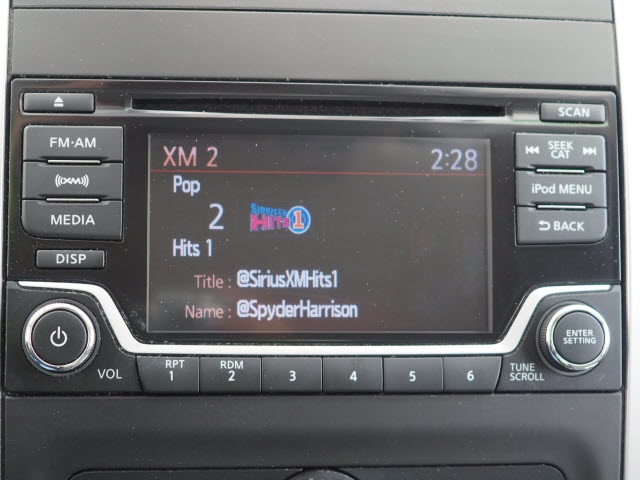 SCAN
FM·AM
((XM))
MEDIA
DISP
VOL
XM 2
2:28
Pop
2
SIRIUSXM
HITS 1
Hits 1
Title : @SiriusXMHits1
Name : @SpyderHarrison
SEEK
CAT
iPod MENU
BACK
ENTER
SETTING
TUNE
SCROLL
RPT
1
RDM
2
3
4
5
6